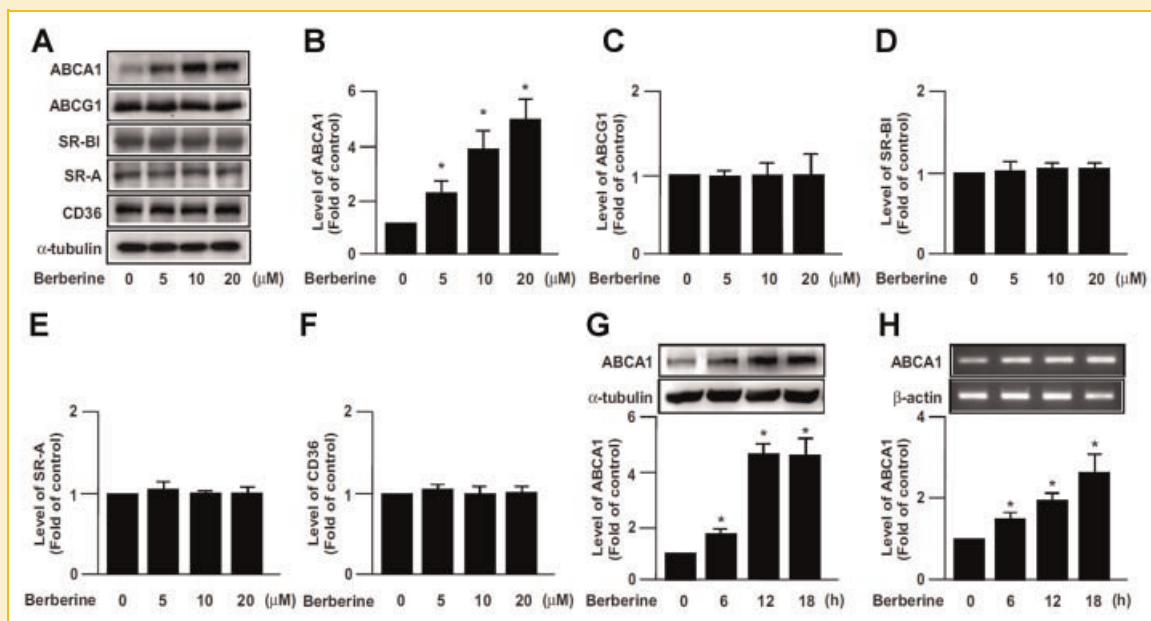 A
ABCA1
ABCG1
SR-BI
SR-A
CD36
α-tubulin
Berberine 0 5 10 20 (μM)
B
Level of ABCA1
(Fold of control)
6
4
2
0
* * *
0 5 10 20 (μM)
C
Level of ABCG1
(Fold of control)
2
1
0
Berberine 0 5 10 20 (μM)
D
Level of SR-BI
(Fold of control)
2
1
0
0 5 10 20 (μM)
E
Level of SR-A
(Fold of control)
2
1
0
Berberine 0 5 10 20 (μM)
F
Level of CD36
(Fold of control)
2
1
0
0 5 10 20 (μM)
G
ABCA1
α-tubulin
Level of ABCA1
(Fold of control)
6
4
2
0
* * *
Berberine 0 6 12 18 (h)
H
ABCA1
β-actin
Level of ABCA1
(Fold of control)
4
2
0
* * *
Berberine 0 6 12 18 (h)